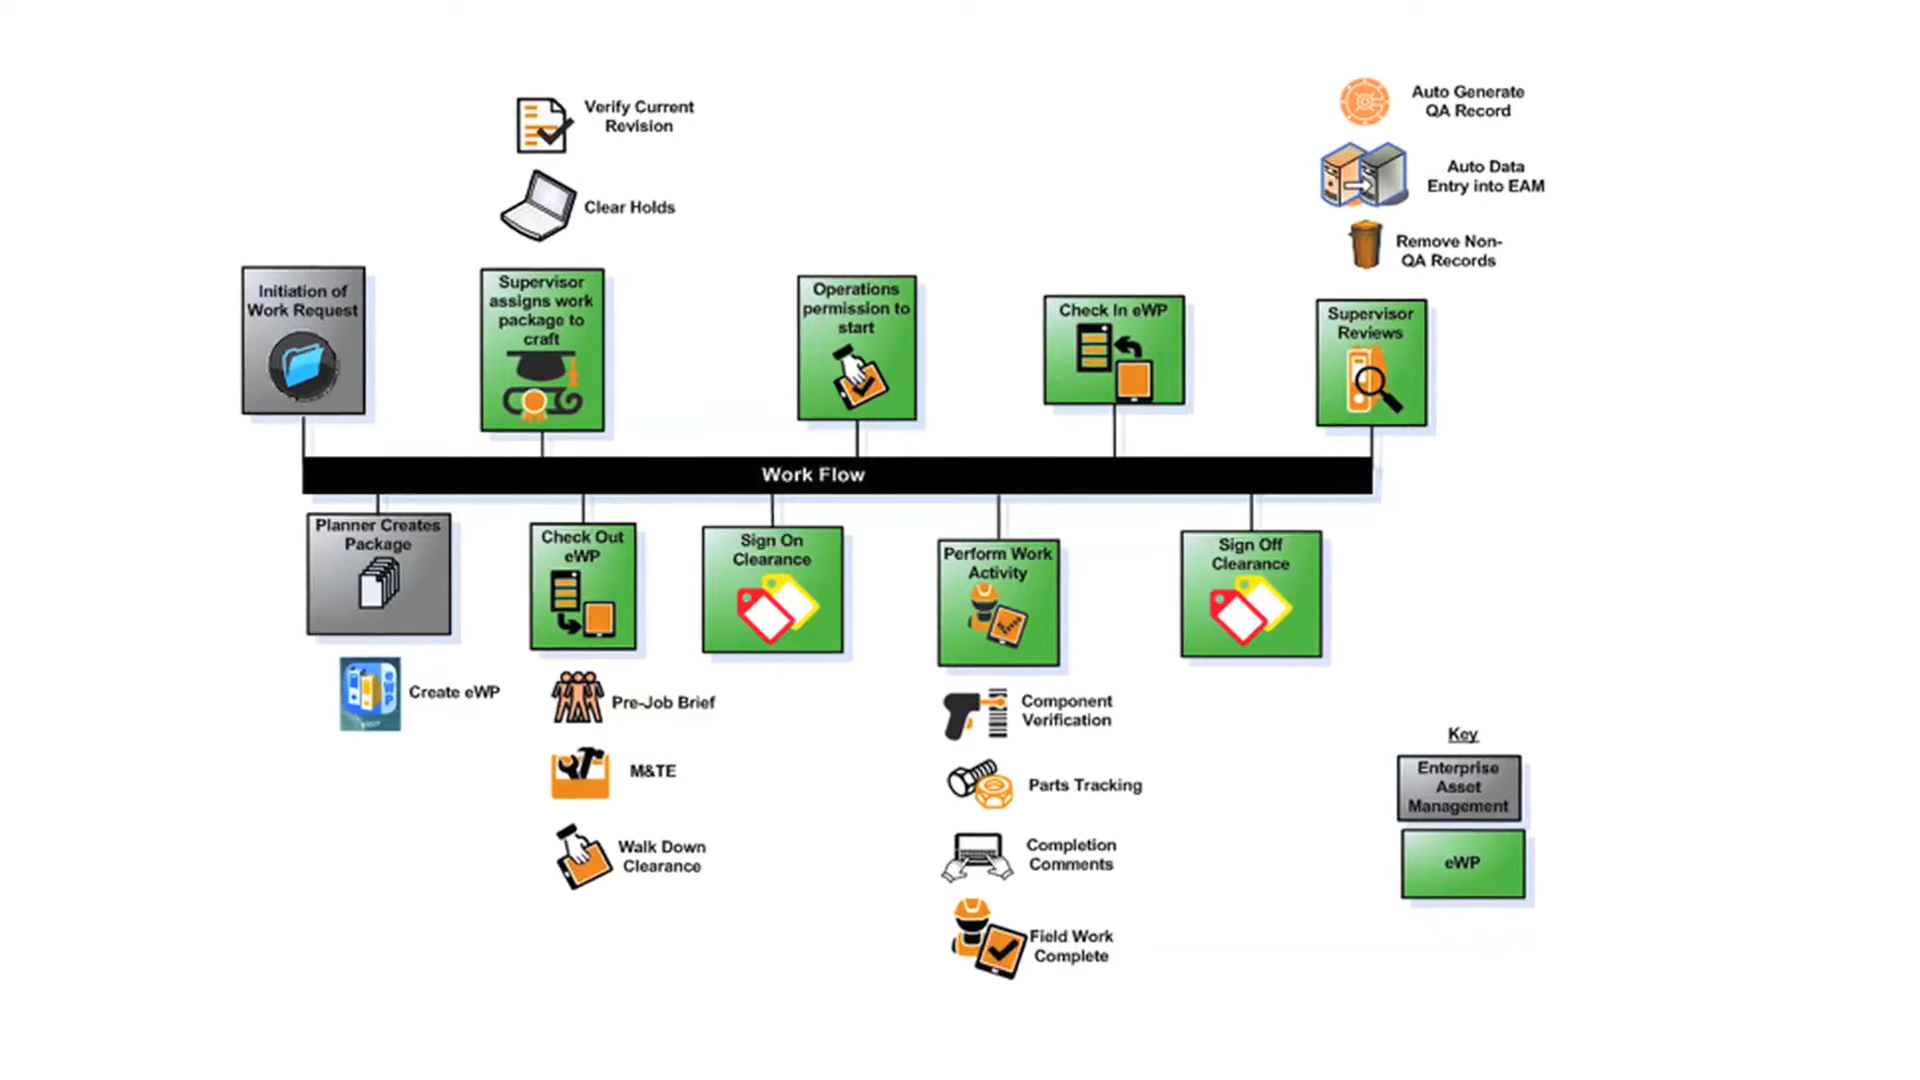 Verify Current
Revision
Clear Holds
Auto Generate
QA Record
Auto Data
Entry into EAM
Remove Non-
QA Records
Initiation of
Work Request
Supervisor
assigns work
package to
craft
Operations
permission to
start
Check In eWP
Supervisor
Reviews
Work Flow
Planner Creates
Package
Check Out
eWP
Sign On
Clearance
Perform Work
Activity
Sign Off
Clearance
eWP
Create eWP
Pre-Job Brief
M&TE
Walk Down
Clearance
Component
Verification
Parts Tracking
Completion
Comments
Field Work
Complete
Key
Enterprise
Asset
Management
eWP